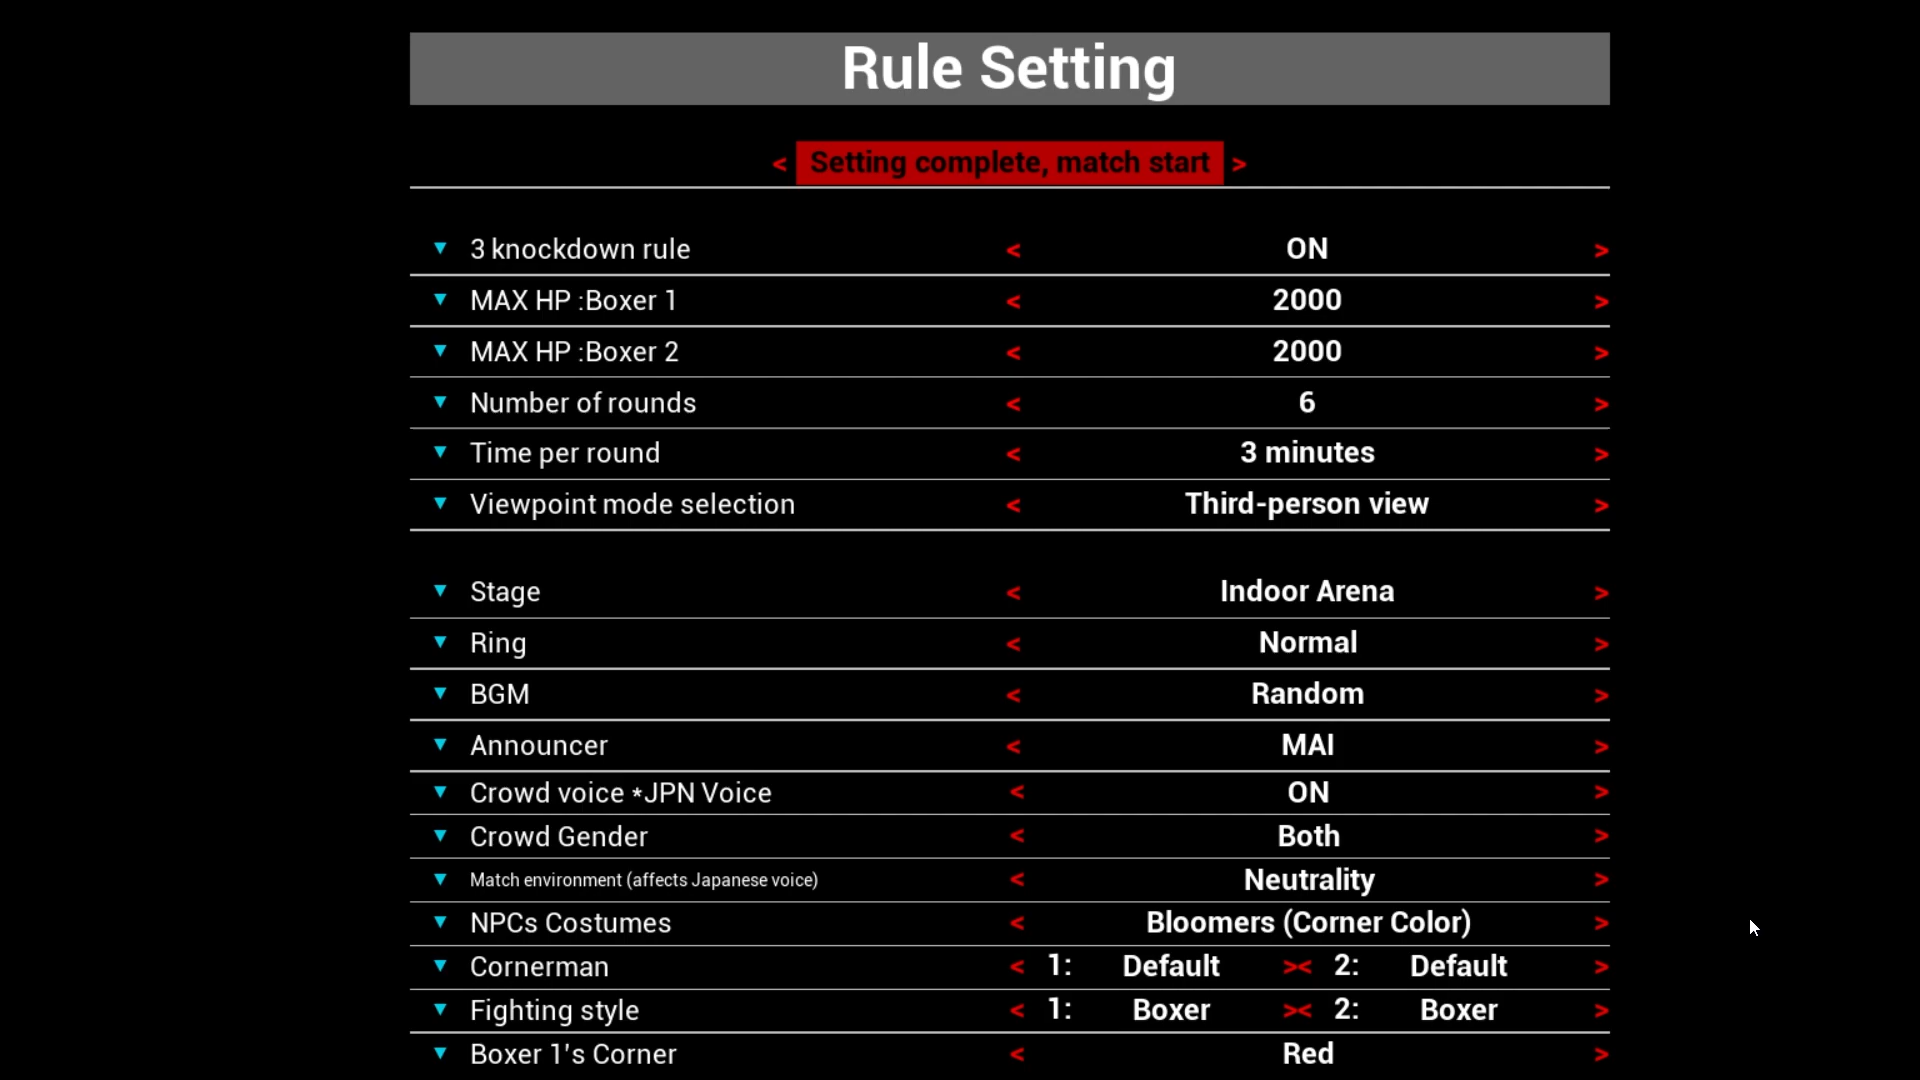 Rule Setting
< Setting complete, match start >
▼ 3 knockdown rule < ON >
▼ MAX HP :Boxer 1 < 2000 >
▼ MAX HP :Boxer 2 < 2000 >
▼ Number of rounds < 6 >
▼ Time per round < 3 minutes >
▼ Viewpoint mode selection < Third-person view >
▼ Stage < Indoor Arena >
▼ Ring < Normal >
▼ BGM < Random >
▼ Announcer < MAI >
▼ Crowd voice *JPN Voice < ON >
▼ Crowd Gender < Both >
▼ Match environment (affects Japanese voice) < Neutrality >
▼ NPCs Costumes < Bloomers (Corner Color) >
▼ Cornerman < 1: Default >< 2: Default >
▼ Fighting style < 1: Boxer >< 2: Boxer >
▼ Boxer 1's Corner < Red >